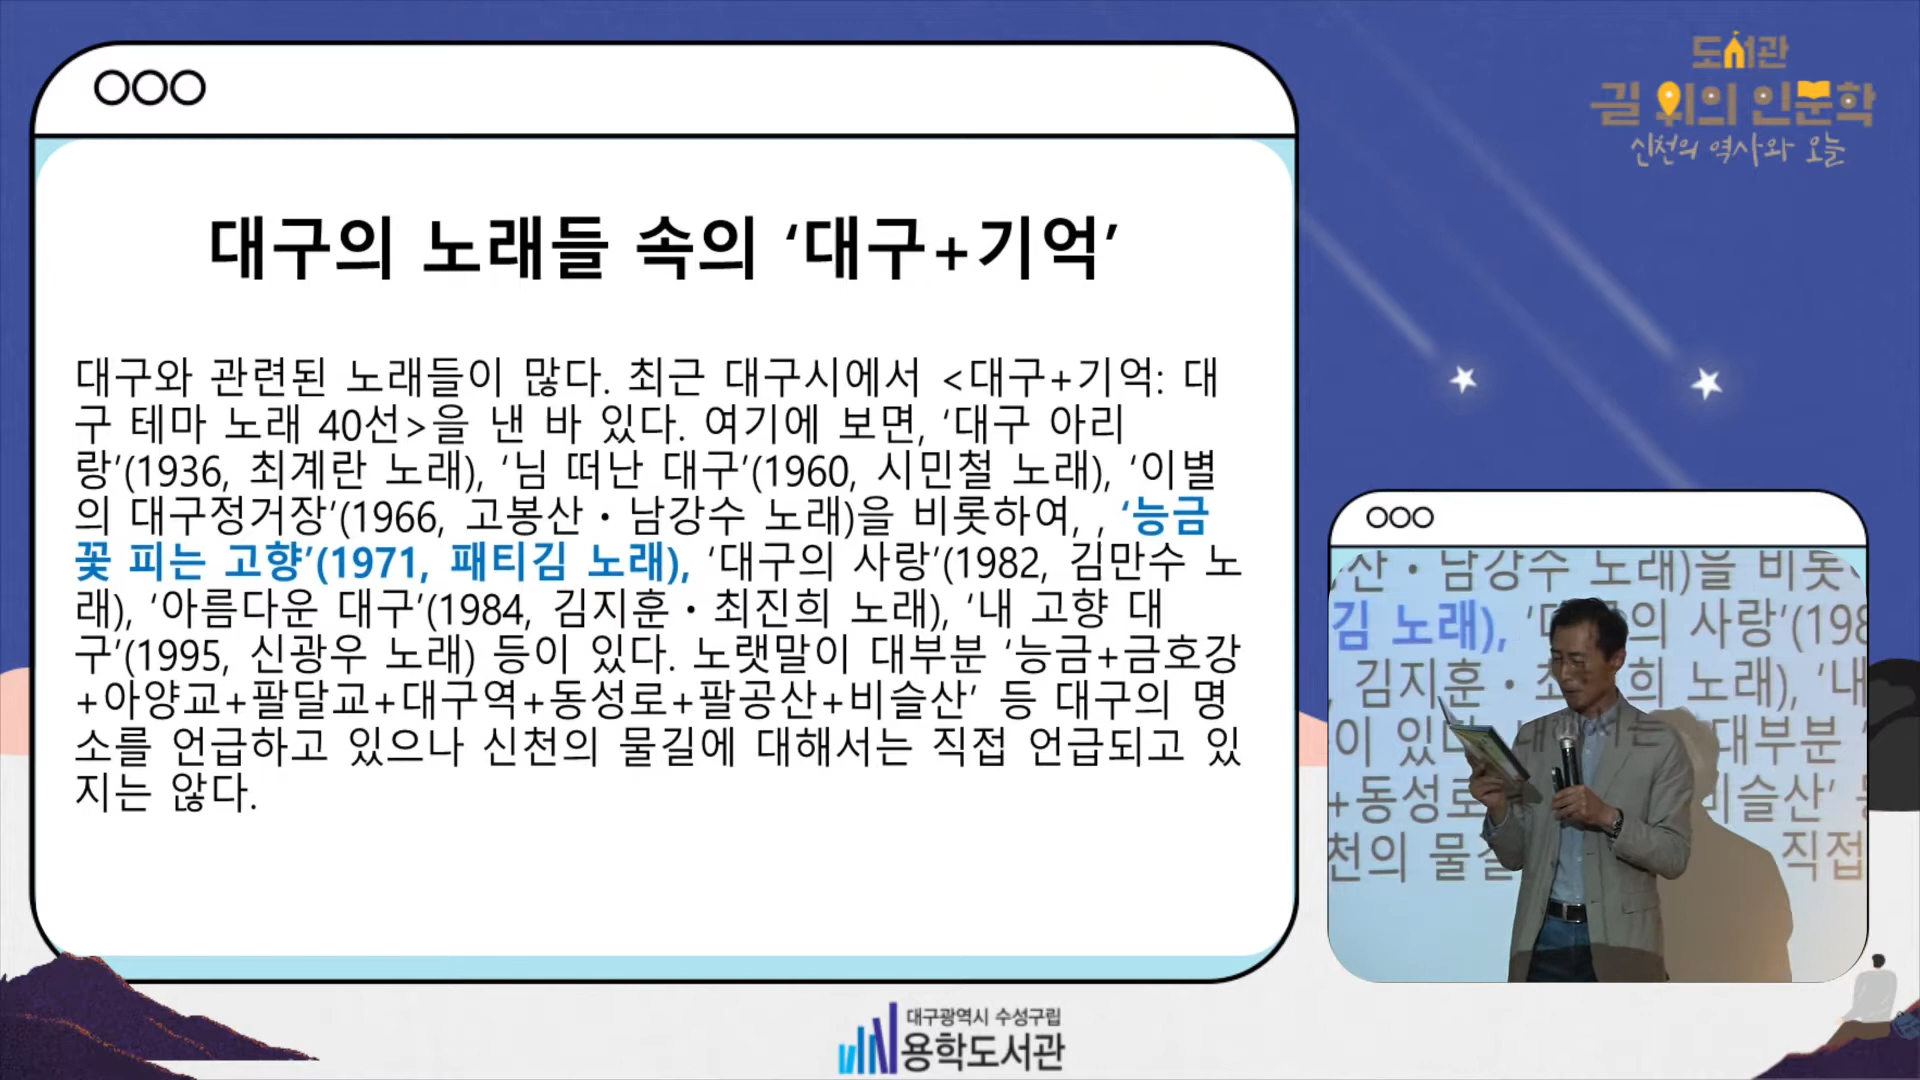 도서관
길 위의 인문학
신천의 역사와 오늘
대구의 노래들 속의 ‘대구+기억’
대구와 관련된 노래들이 많다. 최근 대구시에서 <대구+기억: 대
구 테마 노래 40선>을 낸 바 있다. 여기에 보면, ‘대구 아리
랑’(1936, 최계란 노래), ‘님 떠난 대구’(1960, 시민철 노래), ‘이별
의 대구정거장’(1966, 고봉산・남강수 노래)을 비롯하여, , ‘능금
꽃 피는 고향’(1971, 패티김 노래), ‘대구의 사랑’(1982, 김만수 노
래), ‘아름다운 대구’(1984, 김지훈・최진희 노래), ‘내 고향 대
구’(1995, 신광우 노래) 등이 있다. 노랫말이 대부분 ‘능금+금호강
+아양교+팔달교+대구역+동성로+팔공산+비슬산’ 등 대구의 명
소를 언급하고 있으나 신천의 물길에 대해서는 직접 언급되고 있
지는 않다.
산・남강수 노래)을 비롯
김 노래), ‘대 의 사랑’(198
김지훈・최 희 노래), ‘내
이 있다 대부분
+동성로 비슬산’
천의 물길 직접
대구광역시 수성구립
용학도서관